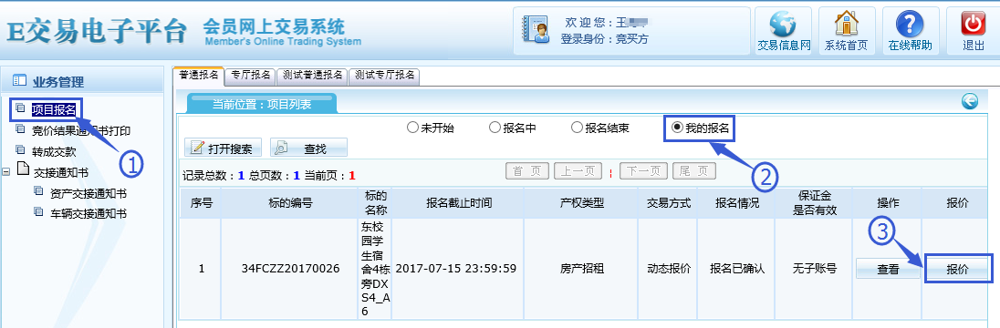 E交易电子平台
会员网上交易系统
Member's Online Trading System
欢 迎 您：王
登录身份：竞买方
交易信息网
系统首页
在线帮助
退出
业务管理
项目报名
竞价结果通知书打印
转成交款
交接通知书
资产交接通知书
车辆交接通知书
1
普通报名
专厅报名
测试普通报名
测试专厅报名
当前位置：项目列表
未开始
报名中
报名结束
我的报名
打开搜索
查找
2
记录总数：1 总页数：1 当前页：1
首 页
上一页
下一页
尾 页
序号
标的编号
标的
名称
报名截止时间
产权类型
交易方式
报名情况
保证金
是否有效
操作
报价
3
1
34FCZZ20170026
东校
园学
生宿
舍4栋
旁DX
S4_A
6
2017-07-15 23:59:59
房产招租
动态报价
报名已确认
无子账号
查看
报价